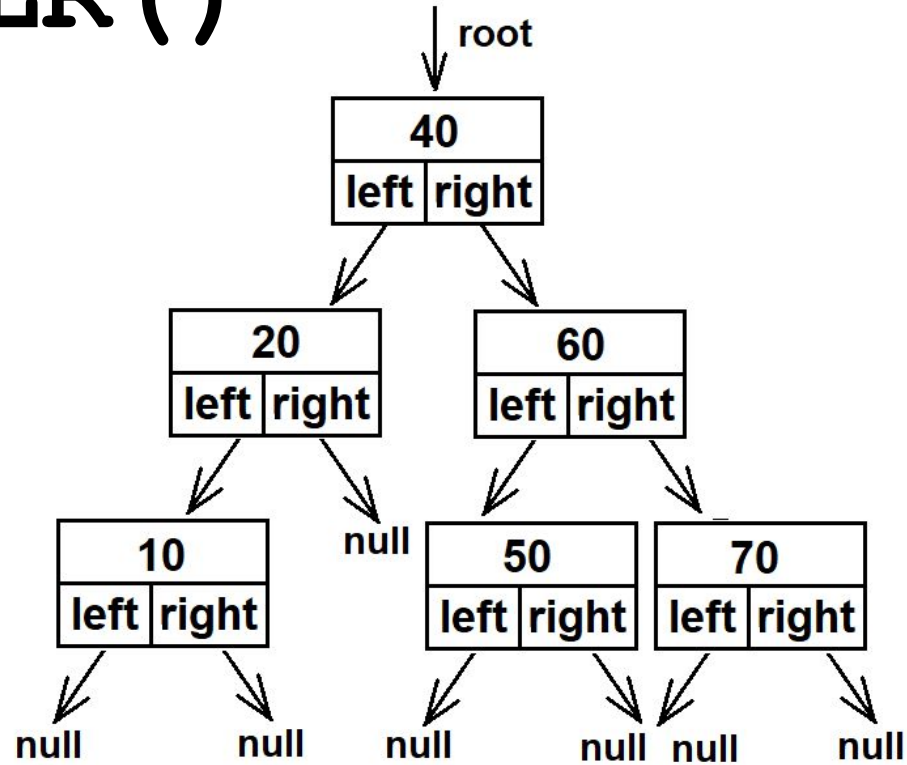 ER()
root
40
left right
20 60
left right left right
null
10 50 70
left right left right left right
null null null null null null